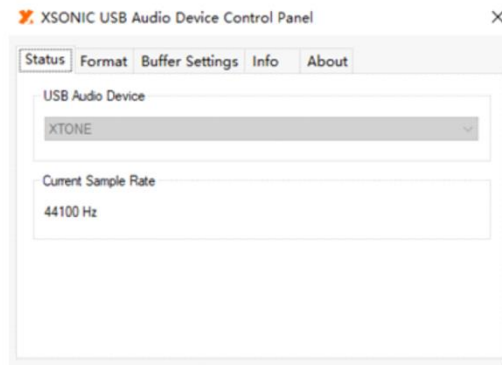 XSONIC USB Audio Device Control Panel
Status Format Buffer Settings Info About
USB Audio Device
XTONE
Current Sample Rate
44100 Hz